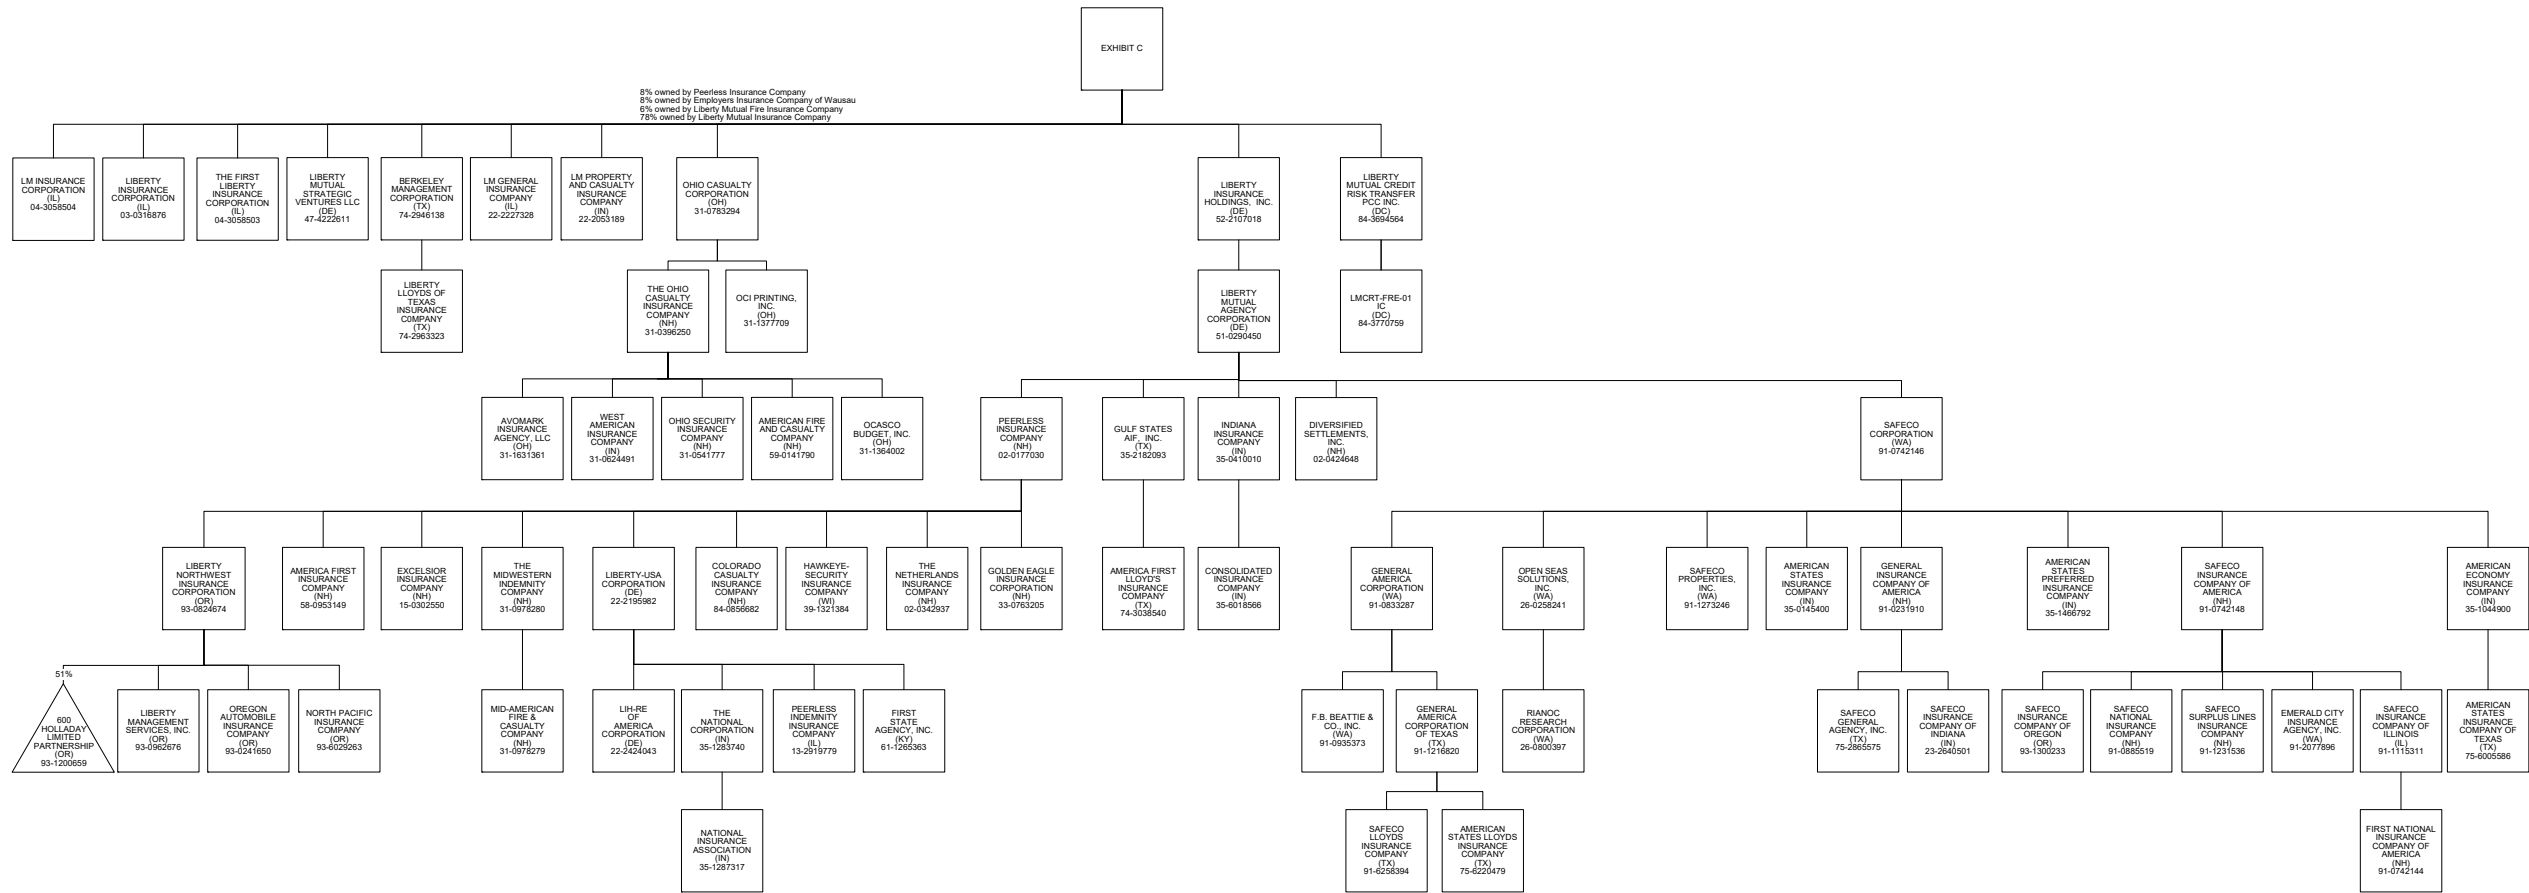 EXHIBIT C
8% owned by Peerless Insurance Company
8% owned by Employers Insurance Company of Wausau
6% owned by Liberty Mutual Fire Insurance Company
78% owned by Liberty Mutual Insurance Company
LM INSURANCE
CORPORATION
(IL)
04-3058504
LIBERTY
INSURANCE
CORPORATION
(IL)
03-0316876
THE FIRST
LIBERTY
INSURANCE
CORPORATION
(IL)
04-3058503
LIBERTY
MUTUAL
STRATEGIC
VENTURES LLC
(DE)
47-4222611
BERKELEY
MANAGEMENT
CORPORATION
(TX)
74-2946138
LM GENERAL
INSURANCE
COMPANY
(IL)
22-2227328
LM PROPERTY
AND CASUALTY
INSURANCE
COMPANY
(IN)
22-2053189
OHIO CASUALTY
CORPORATION
(OH)
31-0783294
LIBERTY
INSURANCE
HOLDINGS, INC.
(DE)
52-2107018
LIBERTY
MUTUAL CREDIT
RISK TRANSFER
PCC INC.
(DC)
84-3694564
LIBERTY
LLOYDS OF
TEXAS
INSURANCE
C0MPANY
(TX)
74-2963323
THE OHIO
CASUALTY
INSURANCE
COMPANY
(NH)
31-0396250
OCI PRINTING,
INC.
(OH)
31-1377709
LIBERTY
MUTUAL
AGENCY
CORPORATION
(DE)
51-0290450
LMCRT-FRE-01
IC
(DC)
84-3770759
AVOMARK
INSURANCE
AGENCY, LLC
(OH)
31-1631361
WEST
AMERICAN
INSURANCE
COMPANY
(IN)
31-0624491
OHIO SECURITY
INSURANCE
COMPANY
(NH)
31-0541777
AMERICAN FIRE
AND CASUALTY
COMPANY
(NH)
59-0141790
OCASCO
BUDGET, INC.
(OH)
31-1364002
PEERLESS
INSURANCE
COMPANY
(NH)
02-0177030
GULF STATES
AIF, INC.
(TX)
35-2182093
INDIANA
INSURANCE
COMPANY
(IN)
35-0410010
DIVERSIFIED
SETTLEMENTS,
INC.
(NH)
02-0424648
SAFECO
CORPORATION
(WA)
91-0742146
LIBERTY
NORTHWEST
INSURANCE
CORPORATION
(OR)
93-0824674
AMERICA FIRST
INSURANCE
COMPANY
(NH)
58-0953149
EXCELSIOR
INSURANCE
COMPANY
(NH)
15-0302550
THE
MIDWESTERN
INDEMNITY
COMPANY
(NH)
31-0978280
LIBERTY-USA
CORPORATION
(DE)
22-2195982
COLORADO
CASUALTY
INSURANCE
COMPANY
(NH)
84-0856682
HAWKEYE-
SECURITY
INSURANCE
COMPANY
(WI)
39-1321384
THE
NETHERLANDS
INSURANCE
COMPANY
(NH)
02-0342937
GOLDEN EAGLE
INSURANCE
CORPORATION
(NH)
33-0763205
AMERICA FIRST
LLOYD'S
INSURANCE
COMPANY
(TX)
74-3038540
CONSOLIDATED
INSURANCE
COMPANY
(IN)
35-6018566
GENERAL
AMERICA
CORPORATION
(WA)
91-0833287
OPEN SEAS
SOLUTIONS,
INC.
(WA)
26-0258241
SAFECO
PROPERTIES,
INC.
(WA)
91-1273246
AMERICAN
STATES
INSURANCE
COMPANY
(IN)
35-0145400
GENERAL
INSURANCE
COMPANY OF
AMERICA
(NH)
91-0231910
AMERICAN
STATES
PREFERRED
INSURANCE
COMPANY
(IN)
35-1466792
SAFECO
INSURANCE
COMPANY OF
AMERICA
(NH)
91-0742148
AMERICAN
ECONOMY
INSURANCE
COMPANY
(IN)
35-1044900
51%
600
HOLLADAY
LIMITED
PARTNERSHIP
(OR)
93-1200659
LIBERTY
MANAGEMENT
SERVICES, INC.
(OR)
93-0962676
OREGON
AUTOMOBILE
INSURANCE
COMPANY
(OR)
93-0241650
NORTH PACIFIC
INSURANCE
COMPANY
(OR)
93-6029263
MID-AMERICAN
FIRE &
CASUALTY
COMPANY
(NH)
31-0978279
LIH-RE
OF
AMERICA
CORPORATION
(DE)
22-2424043
THE
NATIONAL
CORPORATION
(IN)
35-1283740
PEERLESS
INDEMNITY
INSURANCE
COMPANY
(IL)
13-2919779
FIRST
STATE
AGENCY, INC.
(KY)
61-1265363
F.B. BEATTIE &
CO., INC.
(WA)
91-0935373
GENERAL
AMERICA
CORPORATION
OF TEXAS
(TX)
91-1216820
RIANOC
RESEARCH
CORPORATION
(WA)
26-0800397
SAFECO
GENERAL
AGENCY, INC.
(TX)
75-2865575
SAFECO
INSURANCE
COMPANY OF
INDIANA
(IN)
23-2640501
SAFECO
INSURANCE
COMPANY OF
OREGON
(OR)
93-1300233
SAFECO
NATIONAL
INSURANCE
COMPANY
(NH)
91-0885519
SAFECO
SURPLUS LINES
INSURANCE
COMPANY
(NH)
91-1231536
EMERALD CITY
INSURANCE
AGENCY, INC.
(WA)
91-2077896
SAFECO
INSURANCE
COMPANY OF
ILLINOIS
(IL)
91-1115311
AMERICAN
STATES
INSURANCE
COMPANY OF
TEXAS
(TX)
75-6005586
NATIONAL
INSURANCE
ASSOCIATION
(IN)
35-1287317
SAFECO
LLOYDS
INSURANCE
COMPANY
(TX)
91-6258394
AMERICAN
STATES LLOYDS
INSURANCE
COMPANY
(TX)
75-6220479
FIRST NATIONAL
INSURANCE
COMPANY OF
AMERICA
(NH)
91-0742144